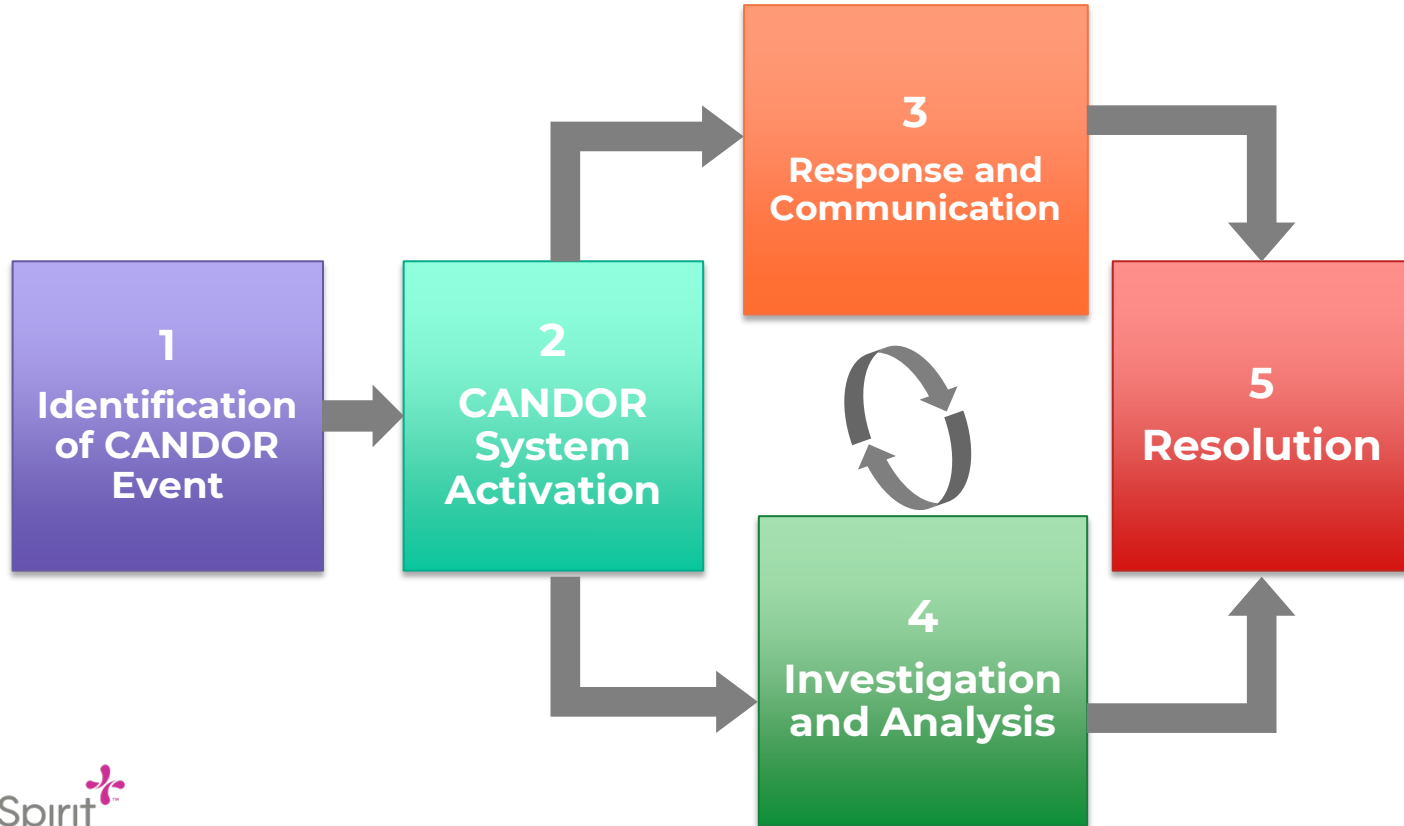 1
Identification
of CANDOR
Event
2
CANDOR
System
Activation
3
Response and
Communication
4
Investigation
and Analysis
5
Resolution
Spirit
™